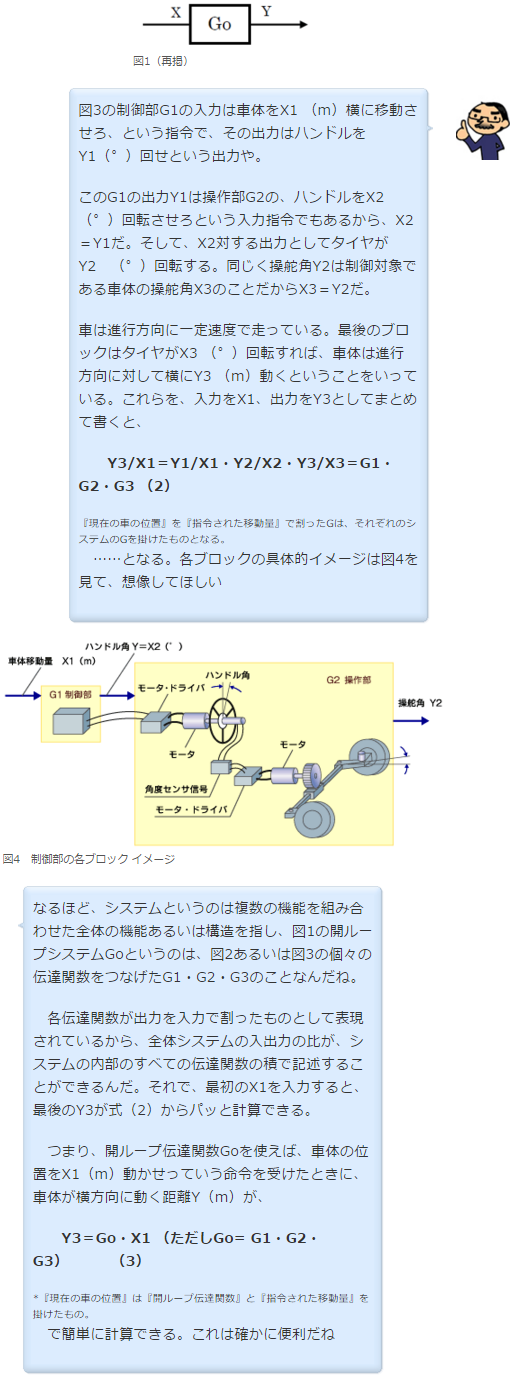 X
Y
Go
図1（再掲）
図3の制御部G1の入力は車体をX1 （m）横に移動さ
せろ、という指令で、その出力はハンドルを
Y1（°）回せという出力や。
このG1の出力Y1は操作部G2の、ハンドルをX2
（°）回転させろという入力指令でもあるから、X2
＝Y1だ。そして、X2対する出力としてタイヤが
Y2　（°）回転する。同じく操舵角Y2は制御対象で
ある車体の操舵角X3のことだからX3＝Y2だ。
車は進行方向に一定速度で走っている。最後のブロ
ックはタイヤがX3 （°）回転すれば、車体は進行
方向に対して横にY3 （m）動くということをいって
いる。これらを、入力をX1、出力をY3としてまとめ
て書くと、
Y3/X1＝Y1/X1・Y2/X2・Y3/X3＝G1・
G2・G3 （2）
『現在の車の位置』を『指令された移動量』で割ったGは、それぞれのシ
ステムのGを掛けたものとなる。
……となる。各ブロックの具体的イメージは図4を
見て、想像してほしい
車体移動量　X1（m）
ハンドル角 Y＝X2（°）
G1 制御部
モータ・ドライバ
ハンドル角
G2 操作部
操舵角 Y2
モータ
モータ
角度センサ信号
モータ・ドライバ
図4　制御部の各ブロック イメージ
なるほど、システムというのは複数の機能を組み合
わせた全体の機能あるいは構造を指し、図1の開ルー
プシステムGoというのは、図2あるいは図3の個々の
伝達関数をつなげたG1・G2・G3のことなんだね。
各伝達関数が出力を入力で割ったものとして表現
されているから、全体システムの入出力の比が、シ
ステムの内部のすべての伝達関数の積で記述するこ
とができるんだ。それで、最初のX1を入力すると、
最後のY3が式（2）からパッと計算できる。
つまり、開ループ伝達関数Goを使えば、車体の位
置をX1（m）動かせっていう命令を受けたときに、
車体が横方向に動く距離Y（m）が、
Y3＝Go・X1 （ただしGo= G1・G2・
G3）　　　　（3）
*『現在の車の位置』は『開ループ伝達関数』と『指令された移動量』を
掛けたもの。
で簡単に計算できる。これは確かに便利だね